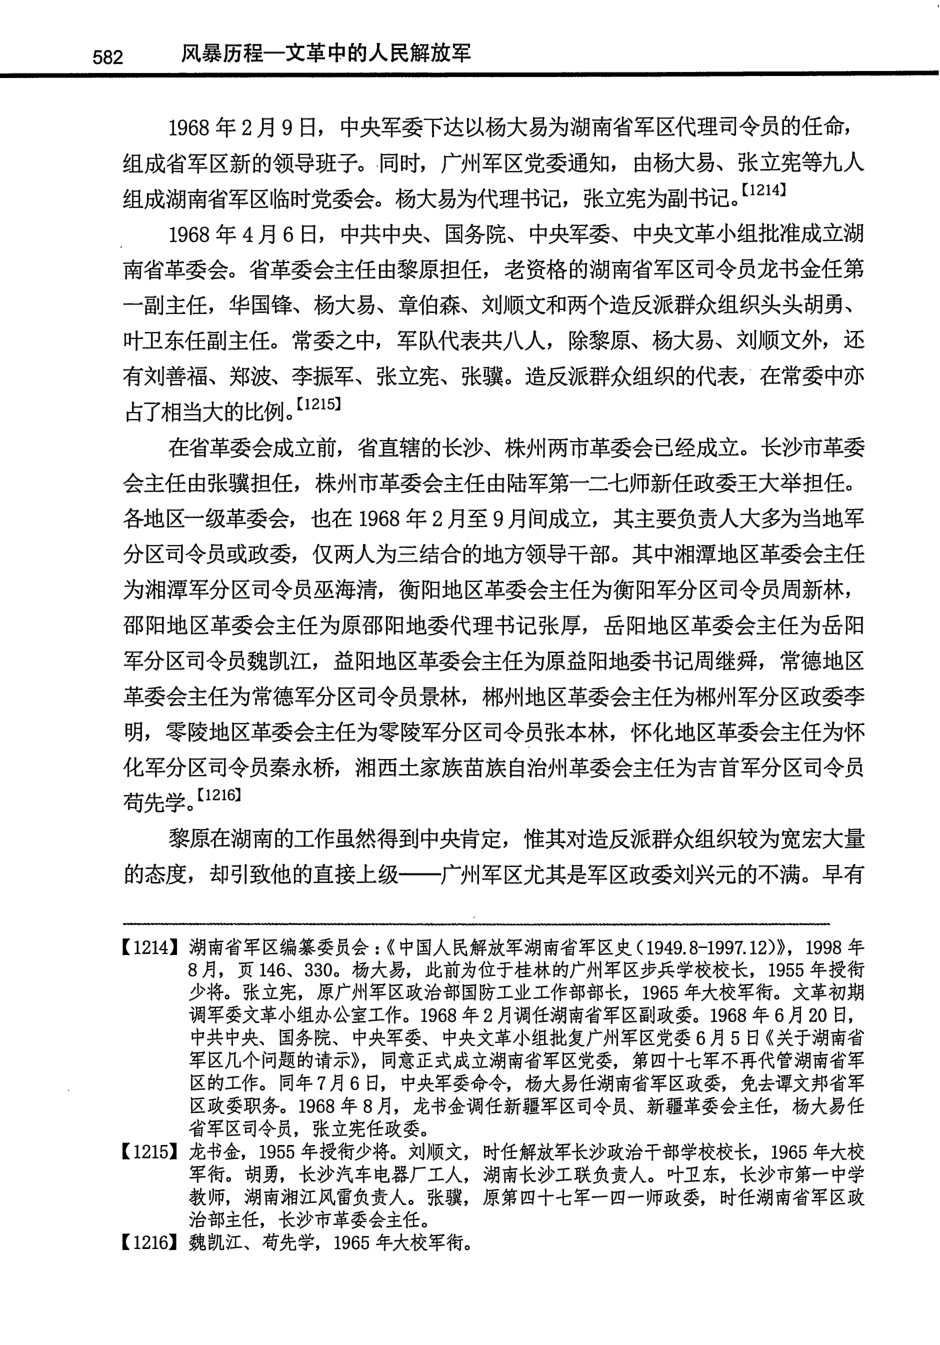 582 风暴历程—文革中的人民解放军
1968 年 2 月 9 日，中央军委下达以杨大易为湖南省军区代理司令员的任命，
组成省军区新的领导班子。同时，广州军区党委通知，由杨大易、张立宪等九人
组成湖南省军区临时党委会。杨大易为代理书记，张立宪为副书记。【1214】
1968 年 4 月 6 日，中共中央、国务院、中央军委、中央文革小组批准成立湖
南省革委会。省革委会主任由黎原担任，老资格的湖南省军区司令员龙书金任第
一副主任，华国锋、杨大易、章伯森、刘顺文和两个造反派群众组织头头胡勇、
叶卫东任副主任。常委之中，军队代表共八人，除黎原、杨大易、刘顺文外，还
有刘善福、郑波、李振军、张立宪、张骥。造反派群众组织的代表，在常委中亦
占了相当大的比例。【1215】
在省革委会成立前，省直辖的长沙、株州两市革委会已经成立。长沙市革委
会主任由张骥担任，株州市革委会主任由陆军第一二七师新任政委王大举担任。
各地区一级革委会，也在 1968 年 2 月至 9 月间成立，其主要负责人大多为当地军
分区司令员或政委，仅两人为三结合的地方领导干部。其中湘潭地区革委会主任
为湘潭军分区司令员巫海清，衡阳地区革委会主任为衡阳军分区司令员周新林，
邵阳地区革委会主任为原邵阳地委代理书记张厚，岳阳地区革委会主任为岳阳
军分区司令员魏凯江，益阳地区革委会主任为原益阳地委书记周继舜，常德地区
革委会主任为常德军分区司令员景林，郴州地区革委会主任为郴州军分区政委李
明，零陵地区革委会主任为零陵军分区司令员张本林，怀化地区革委会主任为怀
化军分区司令员秦永桥，湘西土家族苗族自治州革委会主任为吉首军分区司令员
苟先学。【1216】
黎原在湖南的工作虽然得到中央肯定，惟其对造反派群众组织较为宽宏大量
的态度，却引致他的直接上级——广州军区尤其是军区政委刘兴元的不满。早有
【1214】湖南省军区编纂委员会：《中国人民解放军湖南省军区史（1949.8-1997.12）》，1998 年
8 月，页 146、330。杨大易，此前为位于桂林的广州军区步兵学校校长，1955 年授衔
少将。张立宪，原广州军区政治部国防工业工作部部长，1965 年大校军衔。文革初期
调军委文革小组办公室工作。1968 年 2 月调任湖南省军区副政委。1968 年 6 月 20 日，
中共中央、国务院、中央军委、中央文革小组批复广州军区党委 6 月 5 日《关于湖南省
军区几个问题的请示》，同意正式成立湖南省军区党委，第四十七军不再代管湖南省军
区的工作。同年 7 月 6 日，中央军委命令，杨大易任湖南省军区政委，免去谭文邦省军
区政委职务。1968 年 8 月，龙书金调任新疆军区司令员、新疆革委会主任，杨大易任
省军区司令员，张立宪任政委。
【1215】龙书金，1955 年授衔少将。刘顺文，时任解放军长沙政治干部学校校长，1965 年大校
军衔。胡勇，长沙汽车电器厂工人，湖南长沙工联负责人。叶卫东，长沙市第一中学
教师，湖南湘江风雷负责人。张骥，原第四十七军一四一师政委，时任湖南省军区政
治部主任，长沙市革委会主任。
【1216】魏凯江、苟先学，1965 年大校军衔。